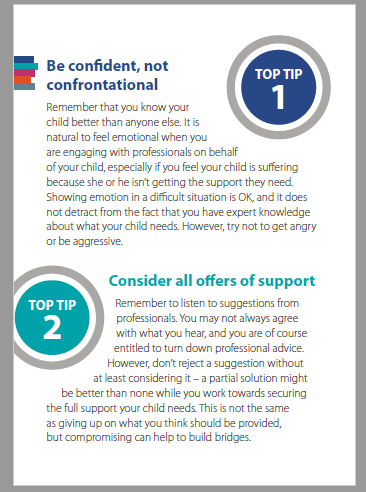 Be confident, not
confrontational
TOP TIP
1
Remember that you know your
child better than anyone else. It is
natural to feel emotional when you
are engaging with professionals on behalf
of your child, especially if you feel your child is suffering
because she or he isn't getting the support they need.
Showing emotion in a difficult situation is OK, and it does
not detract from the fact that you have expert knowledge
about what your child needs. However, try not to get angry
or be aggressive.
TOP TIP
2
Consider all offers of support
Remember to listen to suggestions from
professionals. You may not always agree
with what you hear, and you are of course
entitled to turn down professional advice.
However, don't reject a suggestion without
at least considering it – a partial solution might
be better than none while you work towards securing
the full support your child needs. This is not the same
as giving up on what you think should be provided,
but compromising can help to build bridges.